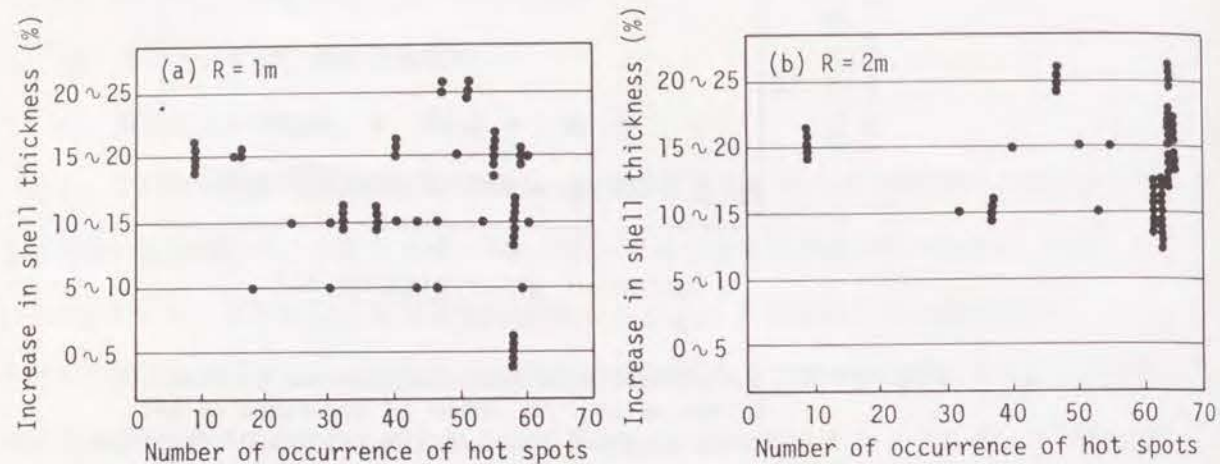 Increase in shell thickness (%)
(a) R = 1m
20~25
15~20
10~15
5~10
0~5
0 10 20 30 40 50 60 70
Number of occurrence of hot spots
Increase in shell thickness (%)
(b) R = 2m
20~25
15~20
10~15
5~10
0~5
0 10 20 30 40 50 60 70
Number of occurrence of hot spots